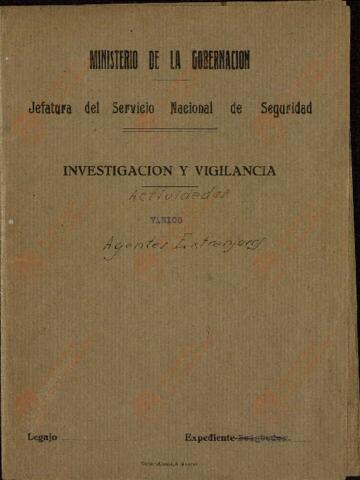 MINISTERIO DE LA GOBERNACION
Jefatura del Servicio Nacional de Seguridad
INVESTIGACION Y VIGILANCIA
Actividades
VARIOS
Agentes Extranjeros
Legajo
Expediente